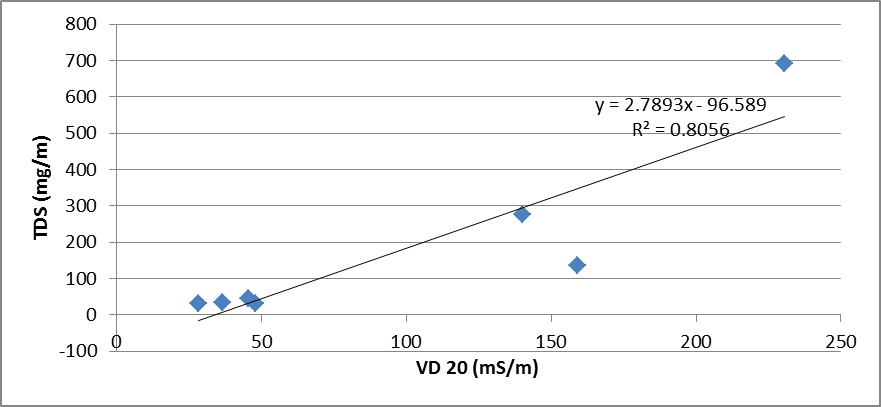 800
700
600
500
400
300
200
100
0
-100
TDS (mg/m)
y = 2.7893x - 96.589
R² = 0.8056
0 50 100 150 200 250
VD 20 (mS/m)